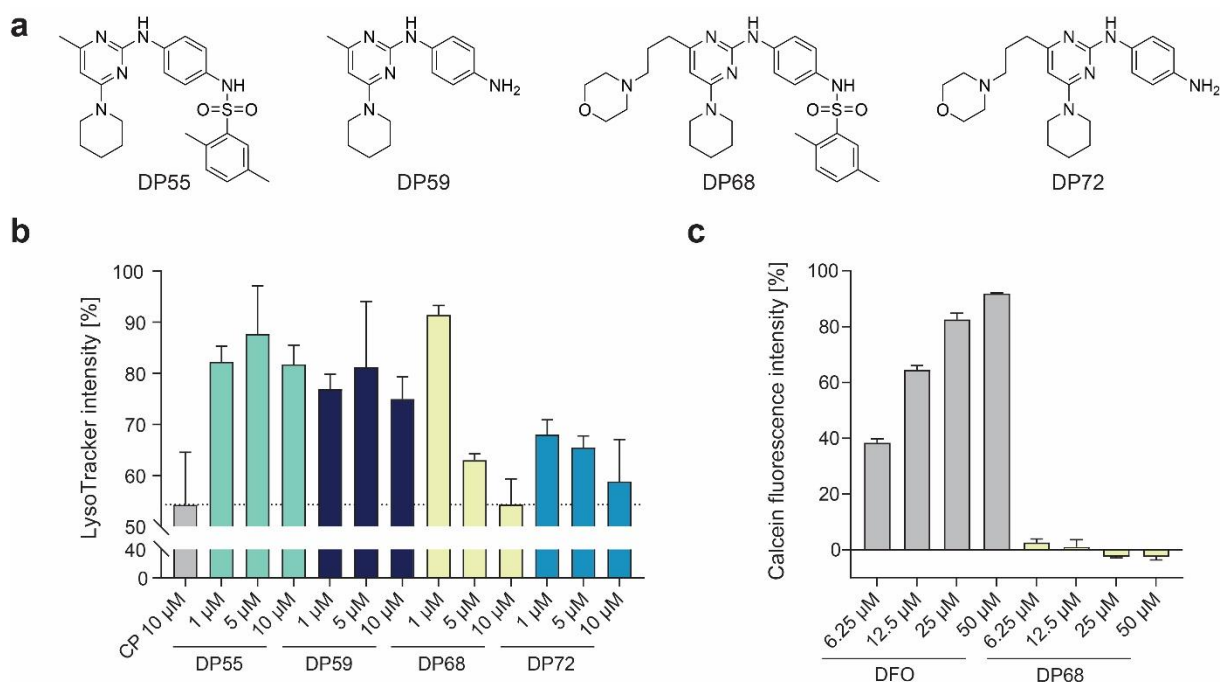 a
H
N
N
N
NH
N
O=S=O
DP55
H
N
N
N
NH2
N
DP59
H
N
N
N
N
NH
O
N
O=S=O
DP68
H
N
N
N
N
NH2
O
N
DP72
b
LysoTracker intensity [%]
100
90
80
70
60
50
40
0
CP 10 µM
1 µM
5 µM
10 µM
1 µM
5 µM
10 µM
1 µM
5 µM
10 µM
1 µM
5 µM
10 µM
DP55
DP59
DP68
DP72
c
Calcein fluorescence intensity [%]
100
80
60
40
20
0
6.25 µM
12.5 µM
25 µM
50 µM
6.25 µM
12.5 µM
25 µM
50 µM
DFO
DP68